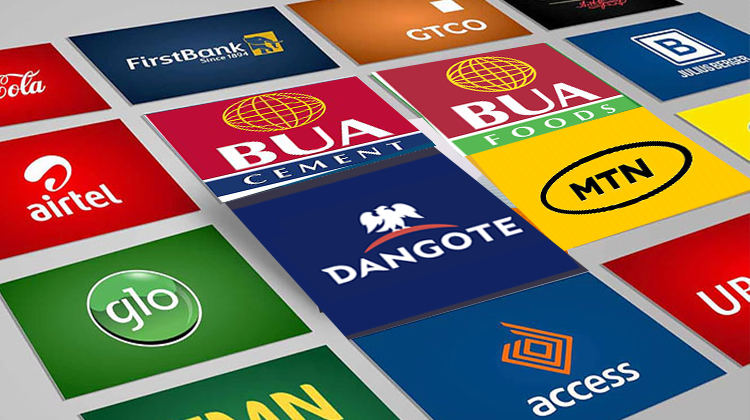 FirstBank
Since 1894
GTCO
B
JULIUS BERGER
Cola
BUA
CEMENT
BUA
FOODS
airtel
MTN
DANGOTE
glo
access